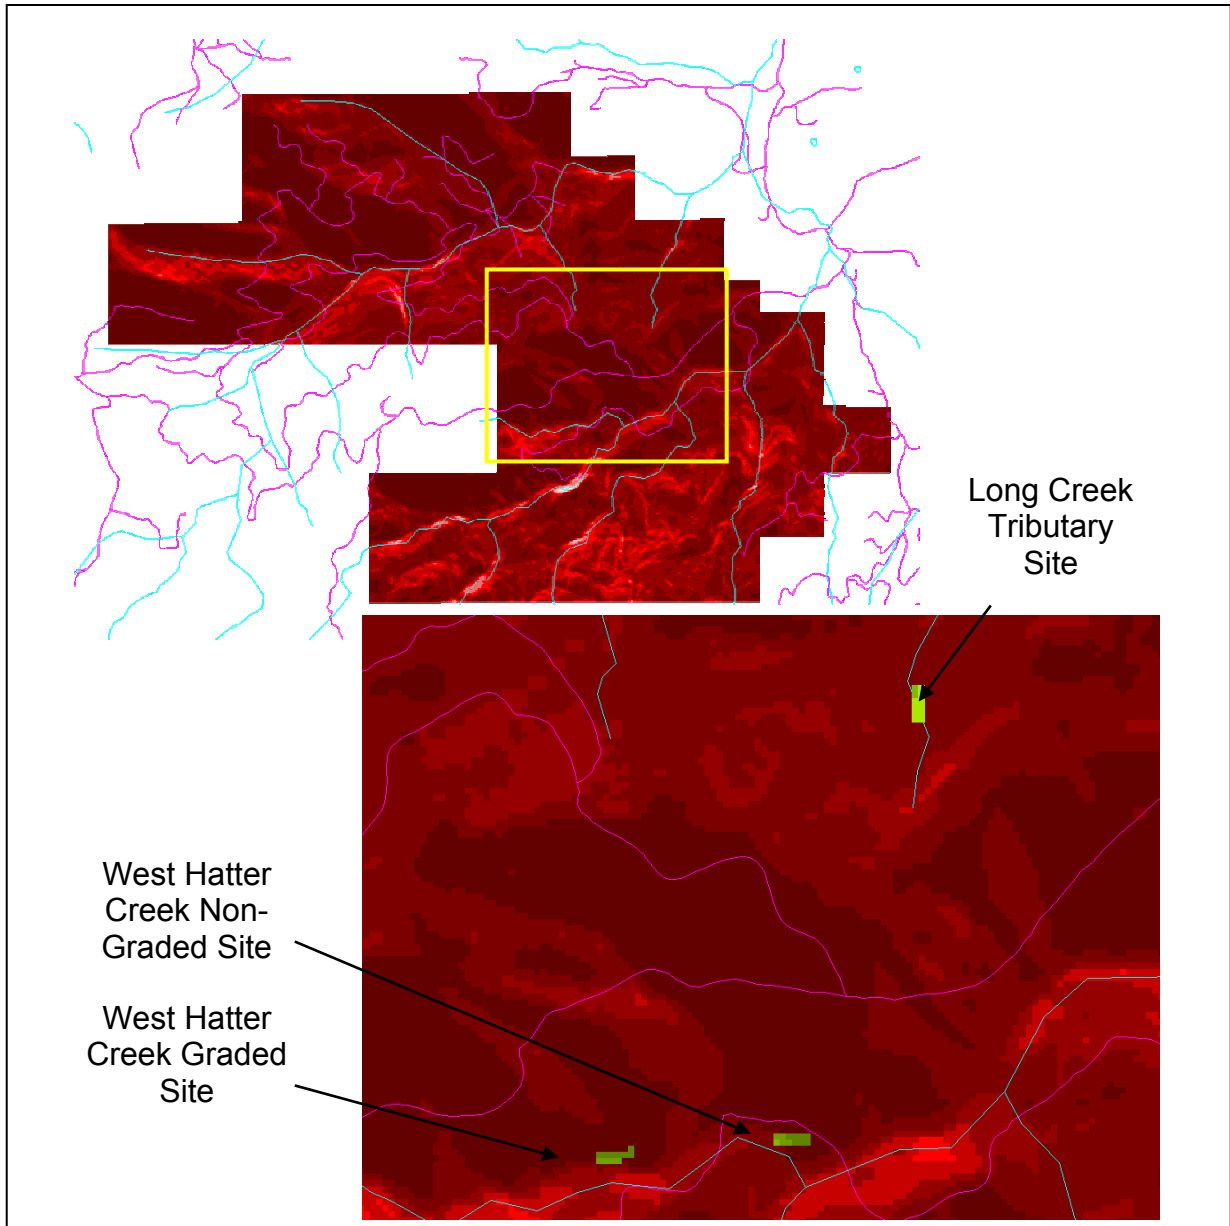 Long Creek
Tributary
Site
West Hatter
Creek Non-
Graded Site
West Hatter
Creek Graded
Site